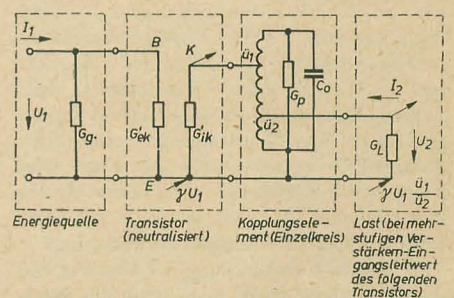 I₁
B
K
ü₁
Gp
C₀
I₂
U₁
Gg.
G'ek
G'ik
ü₂
G_L
U₂
E
γU₁
γU₁ ü₁/ü₂
Energiequelle
Transistor
(neutralisiert)
Kopplungsele-
ment (Einzelkreis)
Last (bei mehr-
stufigen Ver-
stärkern-Ein-
gangsleitwert
des folgenden
Transistors)